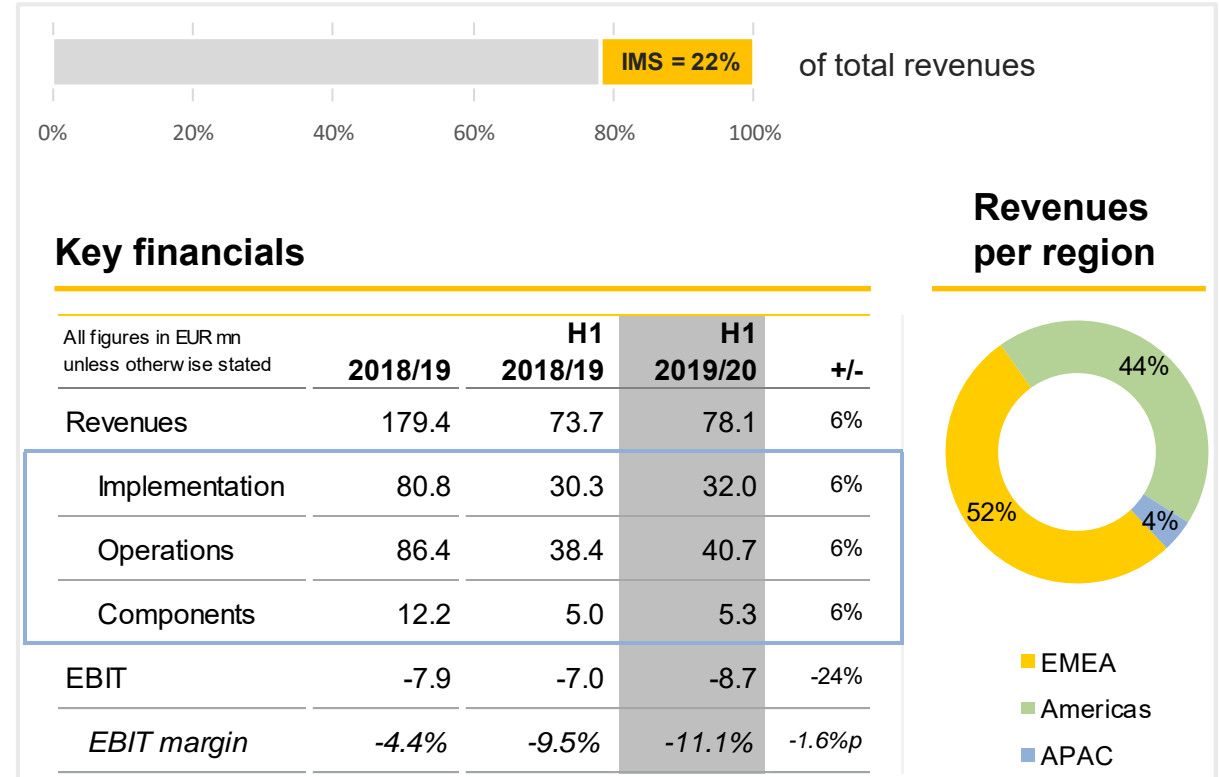 IMS = 22%
of total revenues
0% 20% 40% 60% 80% 100%
Key financials
All figures in EUR mn
unless otherwise stated
2018/19
H1
2018/19
H1
2019/20
+/-
Revenues 179.4 73.7 78.1 6%
Implementation 80.8 30.3 32.0 6%
Operations 86.4 38.4 40.7 6%
Components 12.2 5.0 5.3 6%
EBIT -7.9 -7.0 -8.7 -24%
EBIT margin -4.4% -9.5% -11.1% -1.6%p
Revenues
per region
44%
52%
4%
EMEA
Americas
APAC